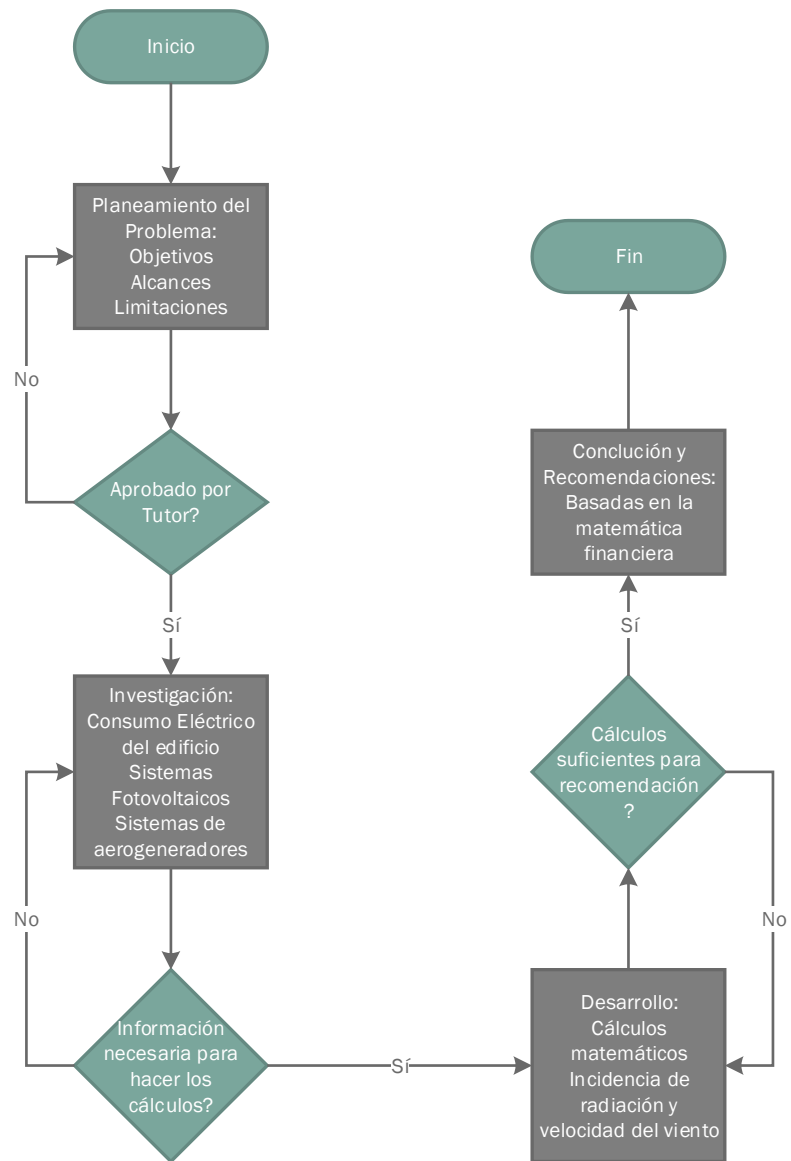 Inicio
Planeamiento del
Problema:
Objetivos
Alcances
Limitaciones
No
Aprobado por
Tutor?
Sí
Investigación:
Consumo Eléctrico
del edificio
Sistemas
Fotovoltaicos
Sistemas de
aerogeneradores
No
Información
necesaria para
hacer los
cálculos?
Sí
Desarrollo:
Cálculos
matemáticos
Incidencia de
radiación y
velocidad del viento
No
Cálculos
suficientes para
recomendación
?
Sí
Conclución y
Recomendaciones:
Basadas en la
matemática
financiera
Fin